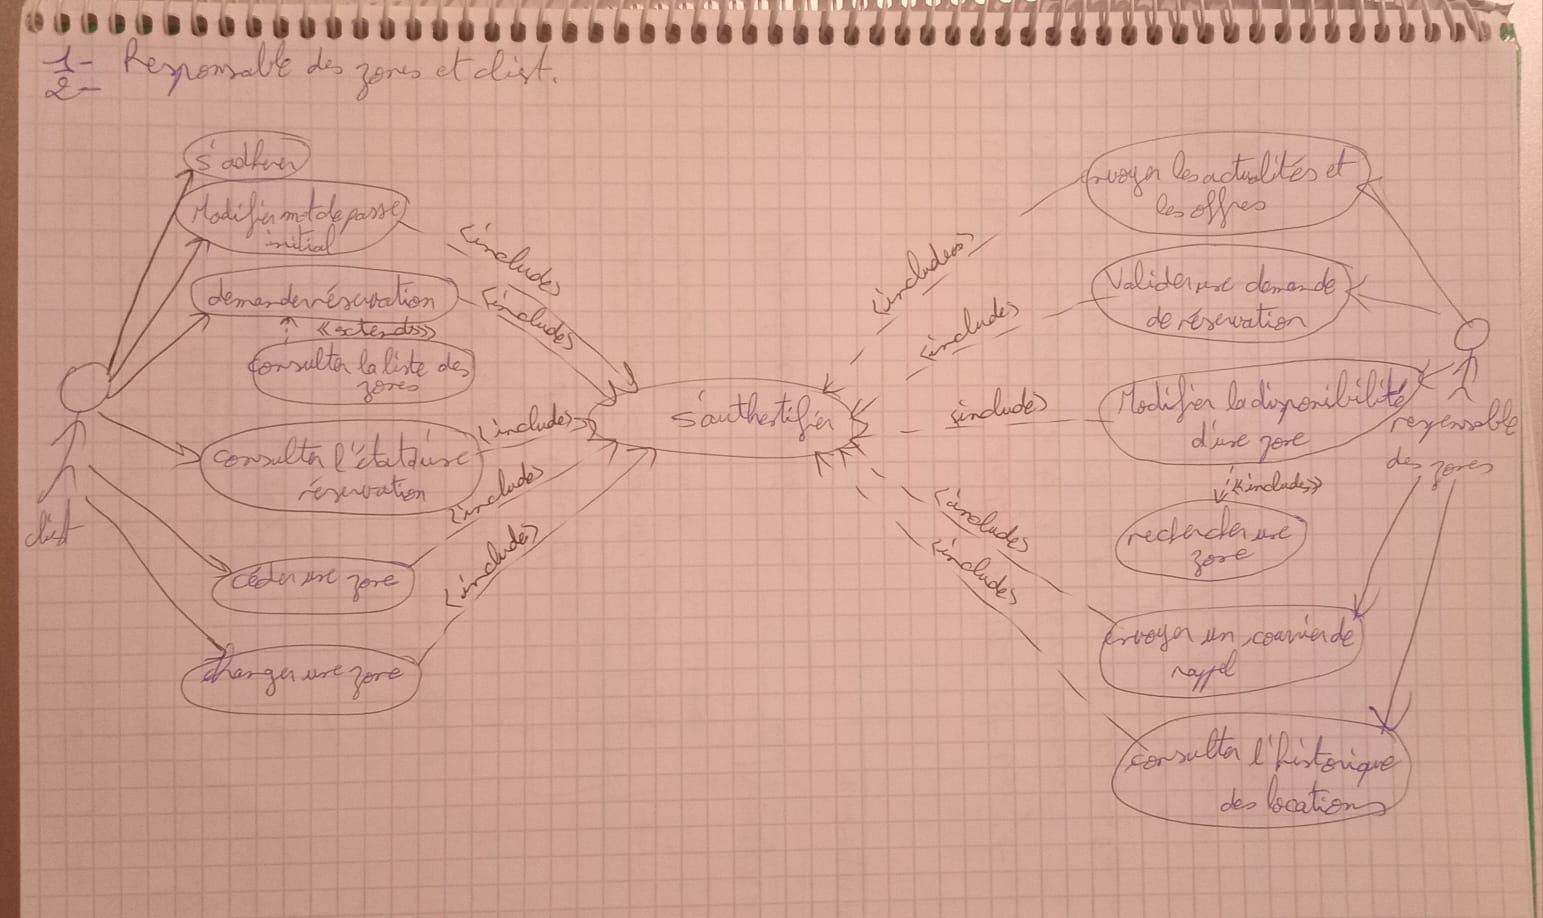 1- Responsable des zones et client.
2-
s'adhérer
Modifier mot de passe
initial
demander réservation
<<extends>>
consulter la liste des
zones
consulter l'état d'une
réservation
céder une zone
changer une zone
client
<includes>
<includes>
<includes>
<includes>
<includes>
s'authentifier
<includes>
<includes>
<includes>
<includes>
<includes>
envoyer les actualités et
les offres
Valider une demande
de réservation
Modifier la disponibilité
d'une zone
<<includes>>
rechercher une
zone
envoyer un courrier de
rappel
consulter l'historique
des locations
responsable
des zones